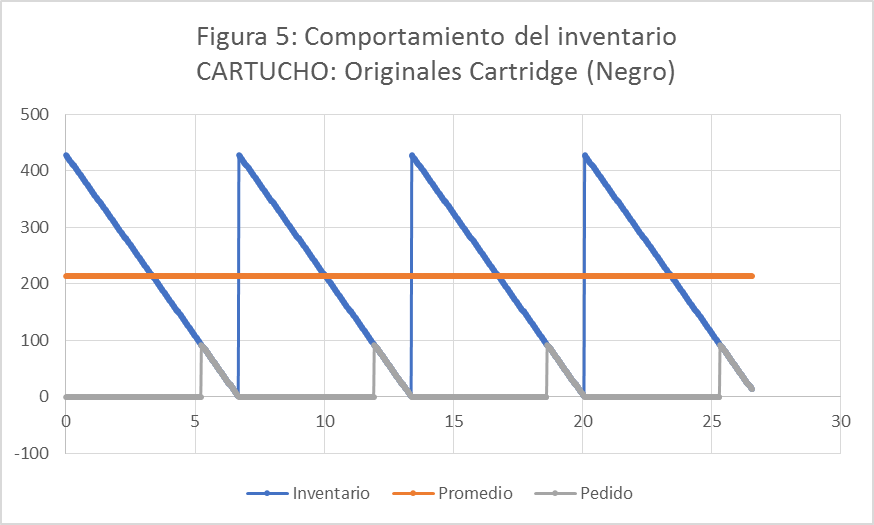 Figura 5: Comportamiento del inventario
CARTUCHO: Originales Cartridge (Negro)
500
400
300
200
100
0
-100
0 5 10 15 20 25 30
Inventario Promedio Pedido